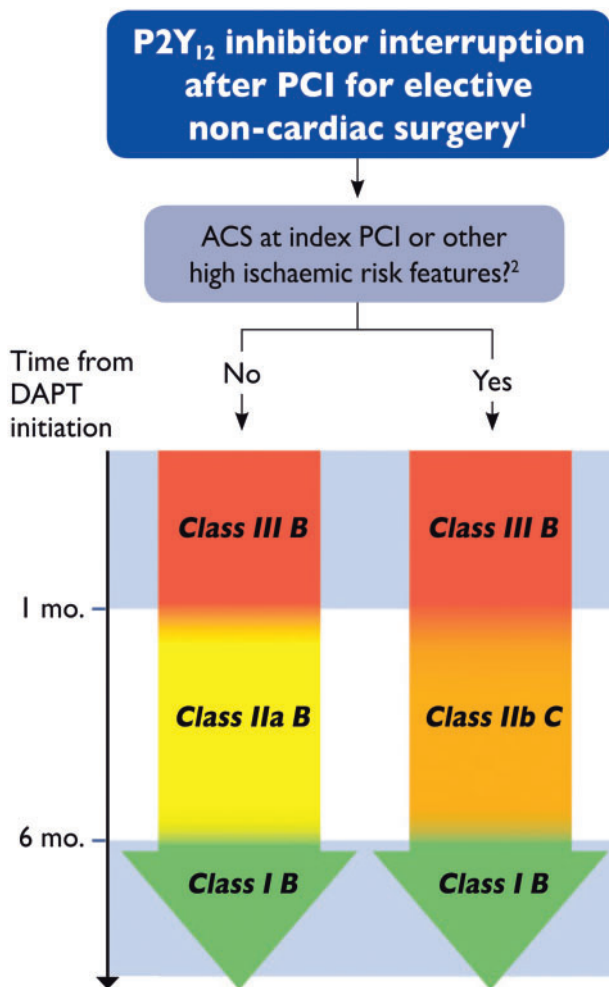 P2Y₁₂ inhibitor interruption
after PCI for elective
non-cardiac surgery¹
ACS at index PCI or other
high ischaemic risk features?²
Time from
DAPT
initiation
No
Yes
Class III B
Class III B
1 mo.
Class IIa B
Class IIb C
6 mo.
Class I B
Class I B